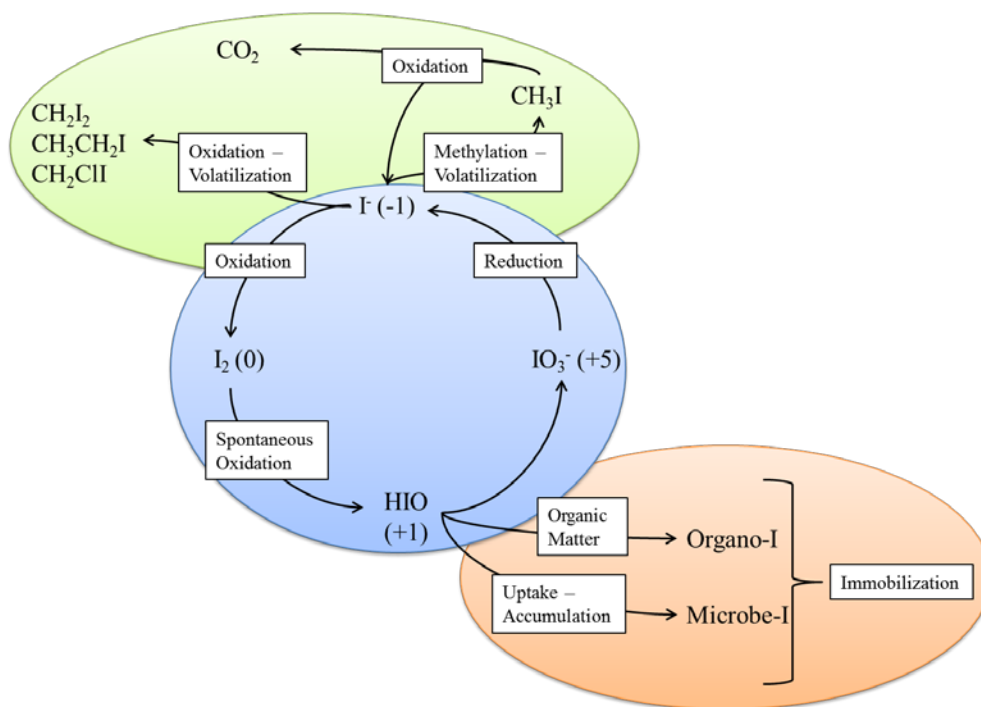 CO₂
Oxidation
CH₃I
CH₂I₂
CH₃CH₂I
CH₂ClI
Oxidation –
Volatilization
Methylation –
Volatilization
I⁻ (-1)
Oxidation
Reduction
I₂ (0)
IO₃⁻ (+5)
Spontaneous
Oxidation
HIO
(+1)
Organic
Matter
Organo-I
Uptake –
Accumulation
Microbe-I
Immobilization